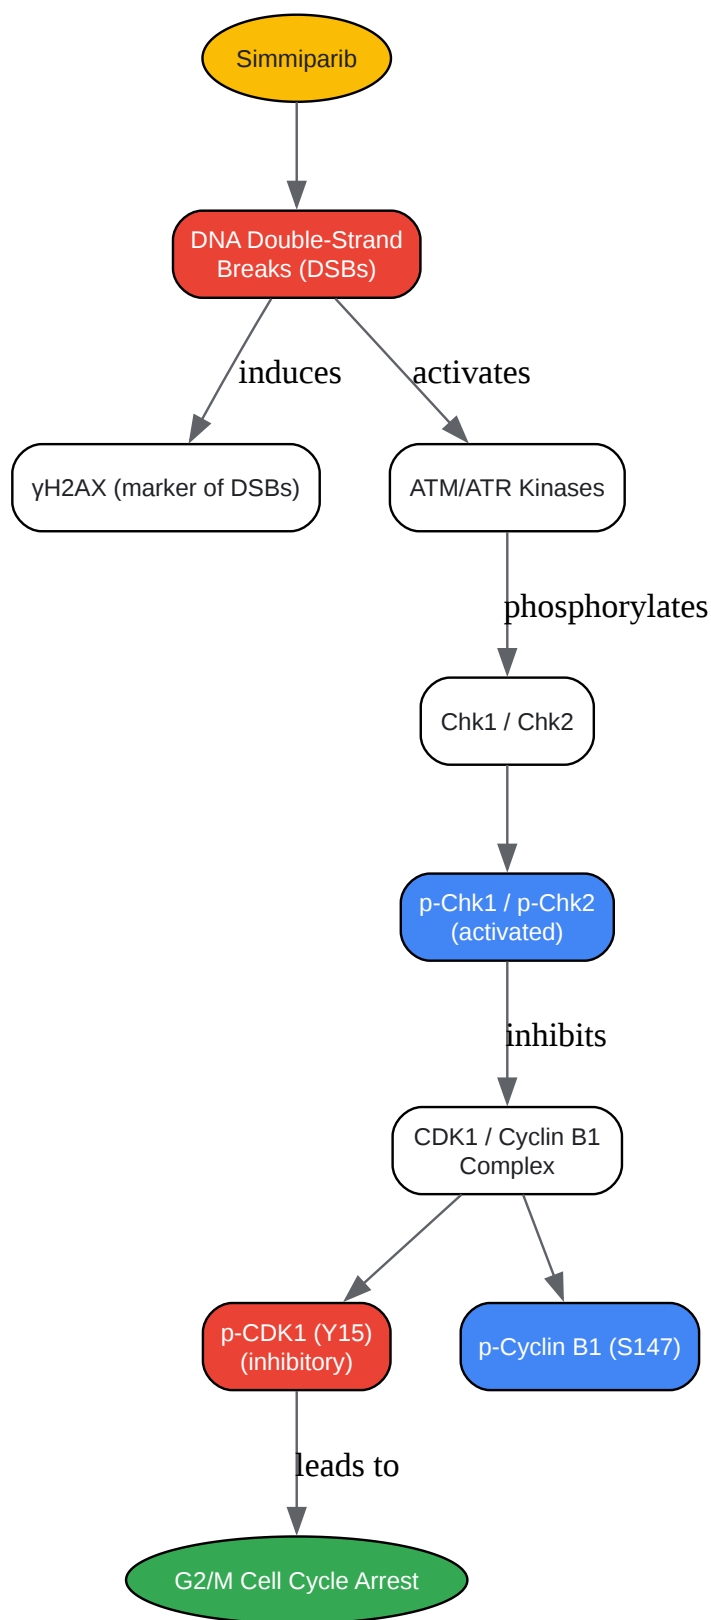 Simmiparib
DNA Double-Strand
Breaks (DSBs)
induces
activates
γH2AX (marker of DSBs)
ATM/ATR Kinases
phosphorylates
Chk1 / Chk2
p-Chk1 / p-Chk2
(activated)
inhibits
CDK1 / Cyclin B1
Complex
p-CDK1 (Y15)
(inhibitory)
p-Cyclin B1 (S147)
leads to
G2/M Cell Cycle Arrest